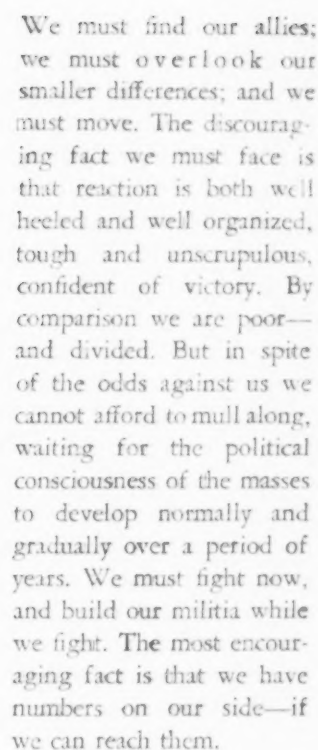 We must find our allies;
we must overlook our
smaller differences; and we
must move. The discourag-
ing fact we must face is
that reaction is both well
heeled and well organized,
tough and unscrupulous,
confident of victory. By
comparison we are poor—
and divided. But in spite
of the odds against us we
cannot afford to mull along,
waiting for the political
consciousness of the masses
to develop normally and
gradually over a period of
years. We must fight now,
and build our militia while
we fight. The most encour-
aging fact is that we have
numbers on our side—if
we can reach them.